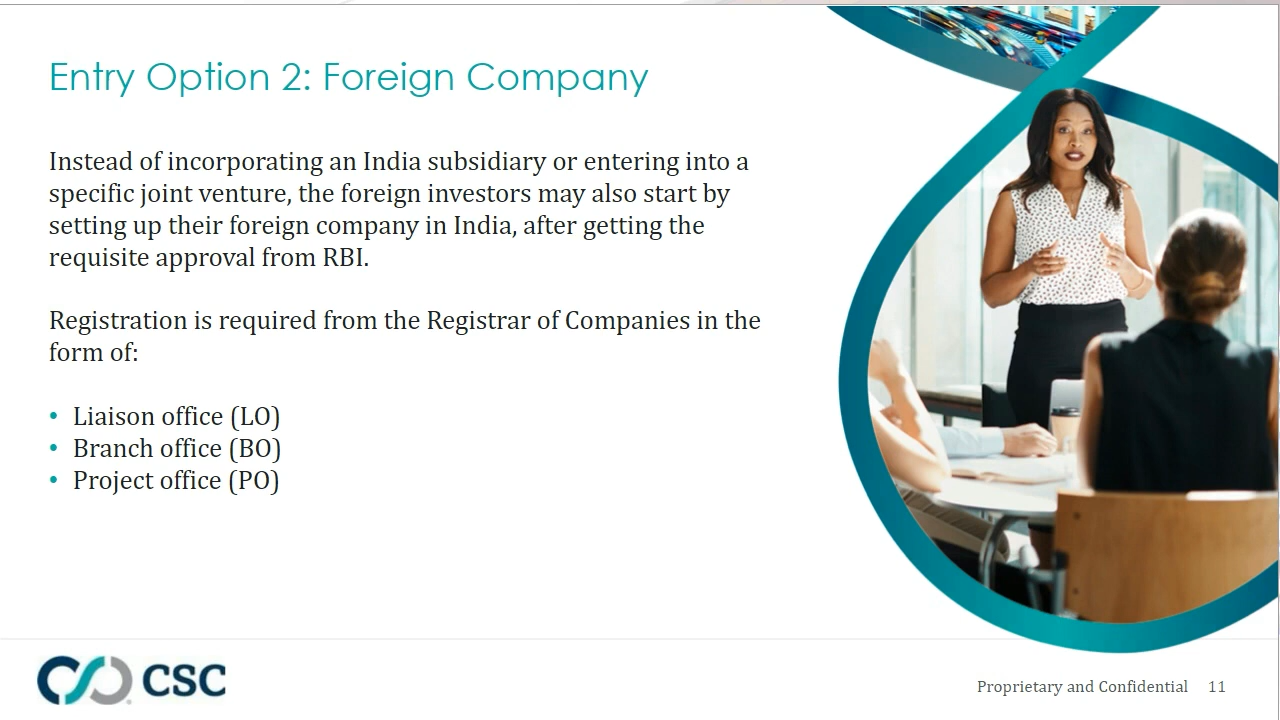 Entry Option 2: Foreign Company
Instead of incorporating an India subsidiary or entering into a
specific joint venture, the foreign investors may also start by
setting up their foreign company in India, after getting the
requisite approval from RBI.
Registration is required from the Registrar of Companies in the
form of:
• Liaison office (LO)
• Branch office (BO)
• Project office (PO)
CSC
Proprietary and Confidential 11